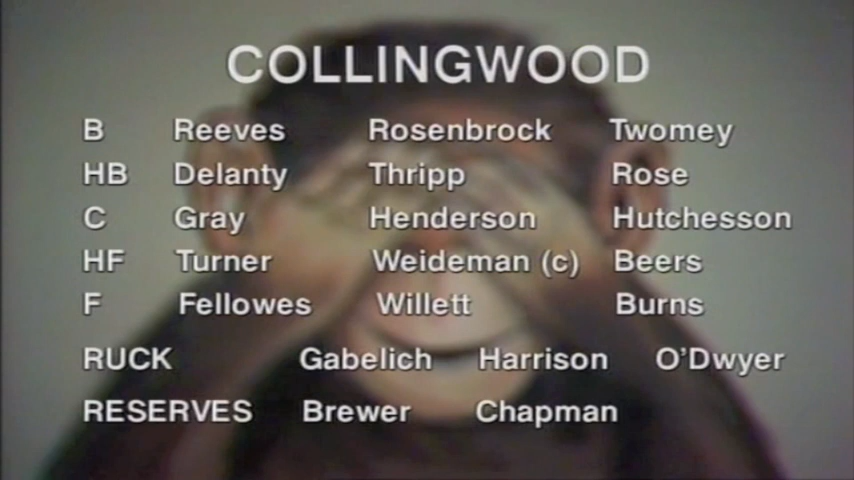 COLLINGWOOD
B Reeves Rosenbrock Twomey
HB Delanty Thripp Rose
C Gray Henderson Hutchesson
HF Turner Weideman (c) Beers
F Fellowes Willett Burns
RUCK Gabelich Harrison O'Dwyer
RESERVES Brewer Chapman